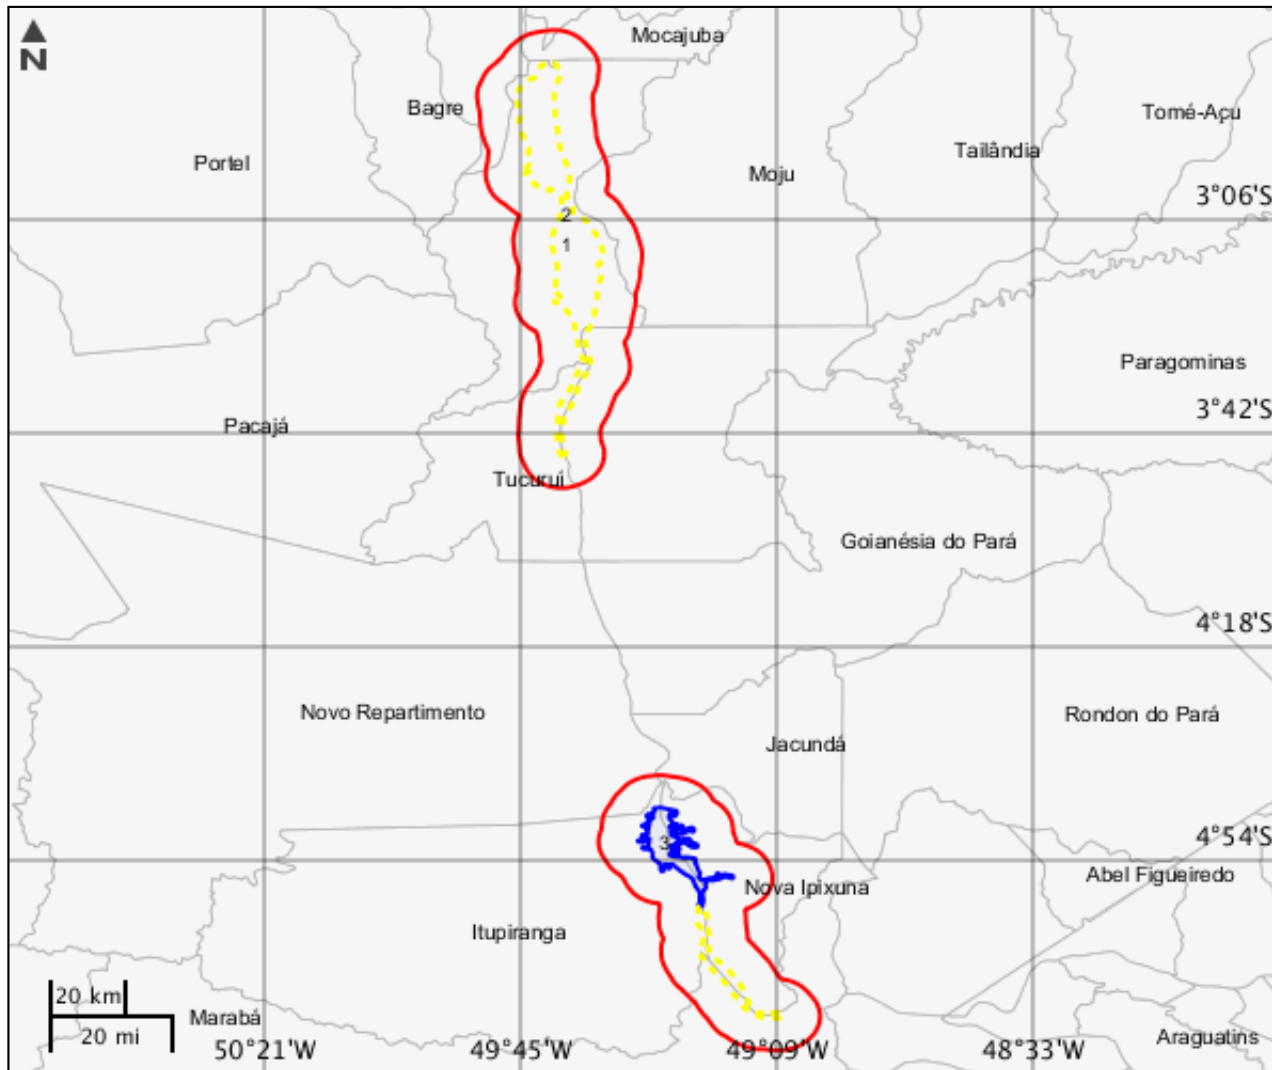 N
Mocajuba
Bagre
Tomé-Açu
Tailândia
Portel
Moju
3°06'S
2
1
Paragominas
3°42'S
Pacajá
Tucuruí
Goianésia do Pará
4°18'S
Novo Repartimento
Rondon do Pará
Jacundá
4°54'S
3
Abel Figueiredo
Nova Ipixuna
Itupiranga
20 km
20 mi
Marabá
Araguatins
50°21'W
49°45'W
49°09'W
48°33'W